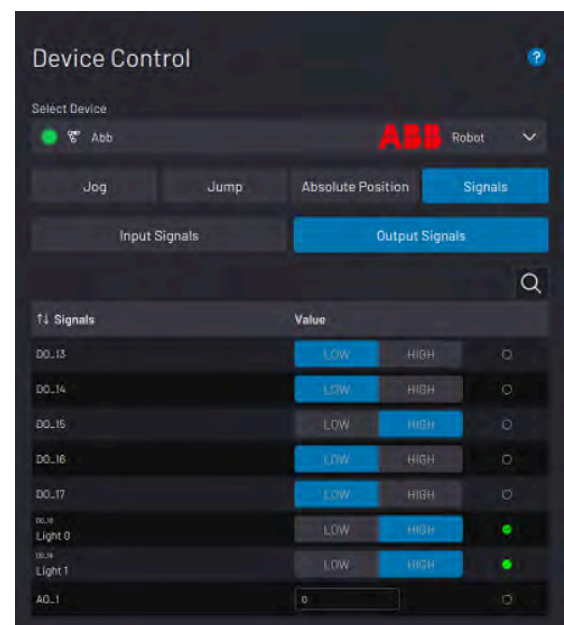 Device Control ?
Select Device
Abb ABB Robot
Jog Jump Absolute Position Signals
Input Signals Output Signals
↑↓ Signals Value
DO_13 LOW HIGH
DO_14 LOW HIGH
DO_15 LOW HIGH
DO_16 LOW HIGH
DO_17 LOW HIGH
Light 0 LOW HIGH
Light 1 LOW HIGH
AO_1 0